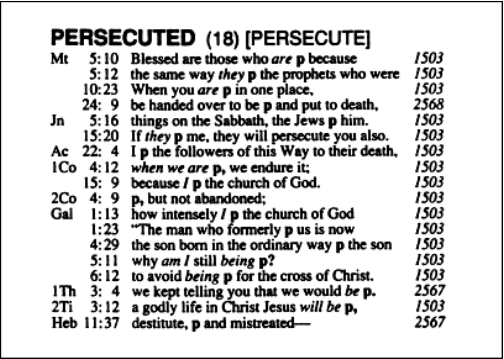 PERSECUTED (18) [PERSECUTE]
Mt 5:10 Blessed are those who are p because 1503
5:12 the same way they p the prophets who were 1503
10:23 When you are p in one place, 1503
24: 9 be handed over to be p and put to death, 2568
Jn 5:16 things on the Sabbath, the Jews p him. 1503
15:20 If they p me, they will persecute you also. 1503
Ac 22: 4 I p the followers of this Way to their death, 1503
1Co 4:12 when we are p, we endure it; 1503
15: 9 because I p the church of God. 1503
2Co 4: 9 p, but not abandoned; 1503
Gal 1:13 how intensely I p the church of God 1503
1:23 "The man who formerly p us is now 1503
4:29 the son born in the ordinary way p the son 1503
5:11 why am I still being p? 1503
6:12 to avoid being p for the cross of Christ. 1503
1Th 3: 4 we kept telling you that we would be p. 2567
2Ti 3:12 a godly life in Christ Jesus will be p, 1503
Heb 11:37 destitute, p and mistreated— 2567